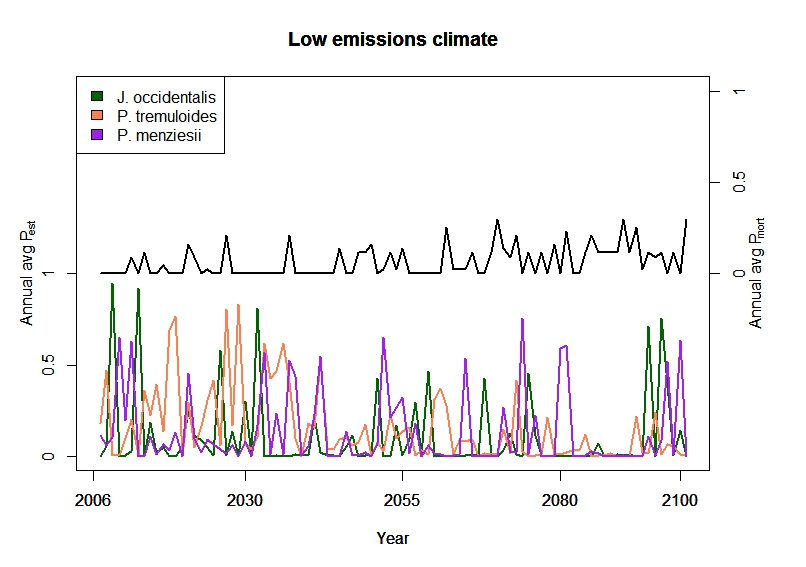 Low emissions climate
J. occidentalis
P. tremuloides
P. menziesii
Annual avg Pest
1
0.5
0
Annual avg Pmort
1
0.5
0
2006 2030 2055 2080 2100
Year